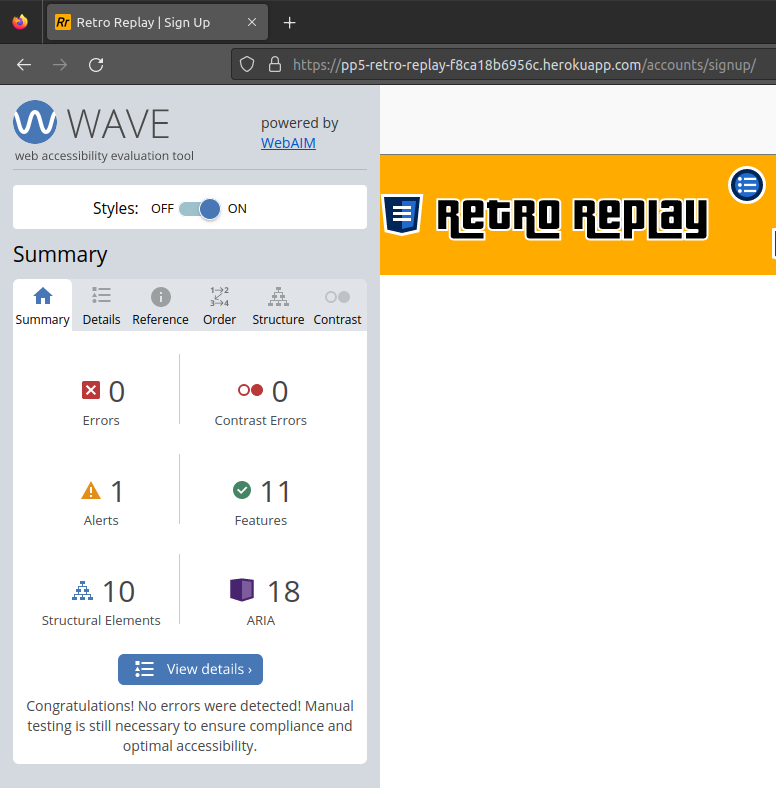 Rr Retro Replay | Sign Up
https://pp5-retro-replay-f8ca18b6956c.herokuapp.com/accounts/signup/
WAVE
web accessibility evaluation tool
powered by
WebAIM
Styles: OFF ON
Summary
Summary Details Reference Order Structure Contrast
0 0
Errors Contrast Errors
1 11
Alerts Features
10 18
Structural Elements ARIA
View details ›
Congratulations! No errors were detected! Manual
testing is still necessary to ensure compliance and
optimal accessibility.
Retro Replay